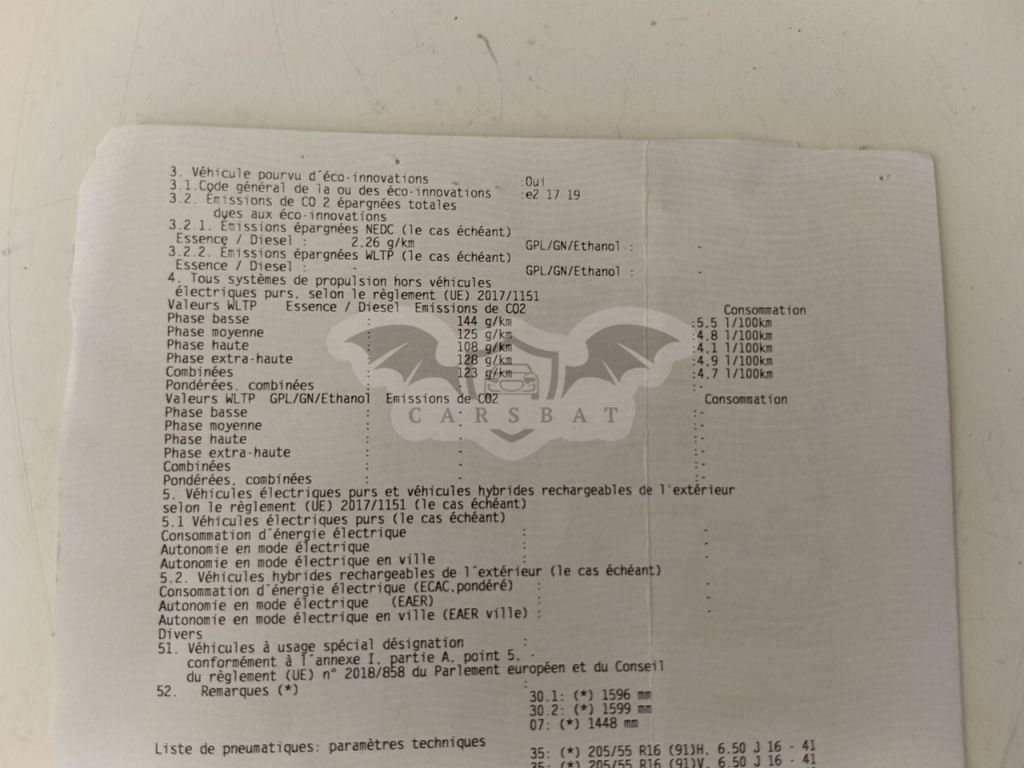 3. Véhicule pourvu d'éco-innovations :Oui
3.1.Code général de la ou des éco-innovations :e2 17 19
3.2. Emissions de CO 2 épargnées totales
dues aux éco-innovations
3.2.1. Emissions épargnées NEDC (le cas échéant)
Essence / Diesel : 2.26 g/km GPL/GN/Ethanol : -
3.2.2. Emissions épargnées WLTP (le cas échéant)
Essence / Diesel : - GPL/GN/Ethanol : -
4. Tous systèmes de propulsion hors véhicules
électriques purs, selon le règlement (UE) 2017/1151
Valeurs WLTP Essence / Diesel Emissions de CO2 Consommation
Phase basse : 144 g/km :5.5 l/100km
Phase moyenne : 125 g/km :4.8 l/100km
Phase haute : 108 g/km :4.1 l/100km
Phase extra-haute : 128 g/km :4.9 l/100km
Combinées : 123 g/km :4.7 l/100km
Pondérées, combinées : - :-
Valeurs WLTP GPL/GN/Ethanol Emissions de CO2 Consommation
Phase basse : - :-
Phase moyenne : - :-
Phase haute : - :-
Phase extra-haute : - :-
Combinées : - :-
Pondérées, combinées : - :-
CARSBAT
5. Véhicules électriques purs et véhicules hybrides rechargeables de l'extérieur
selon le règlement (UE) 2017/1151 (le cas échéant)
5.1 Véhicules électriques purs (le cas échéant)
Consommation d'énergie électrique : -
Autonomie en mode électrique : -
Autonomie en mode électrique en ville : -
5.2. Véhicules hybrides rechargeables de l'extérieur (le cas échéant)
Consommation d'énergie électrique (ECAC,pondéré) : -
Autonomie en mode électrique (EAER) : -
Autonomie en mode électrique en ville (EAER ville) : -
Divers
51. Véhicules à usage spécial désignation :
conformément à l'annexe I, partie A, point 5. -
du règlement (UE) n° 2018/858 du Parlement européen et du Conseil
52. Remarques (*) :
30.1: (*) 1596 mm
30.2: (*) 1599 mm
07: (*) 1448 mm
Liste de pneumatiques: paramètres techniques
35: (*) 205/55 R16 (91)H, 6.50 J 16 - 41
35: (*) 205/55 R16 (91)V, 6.50 J 16 - 41